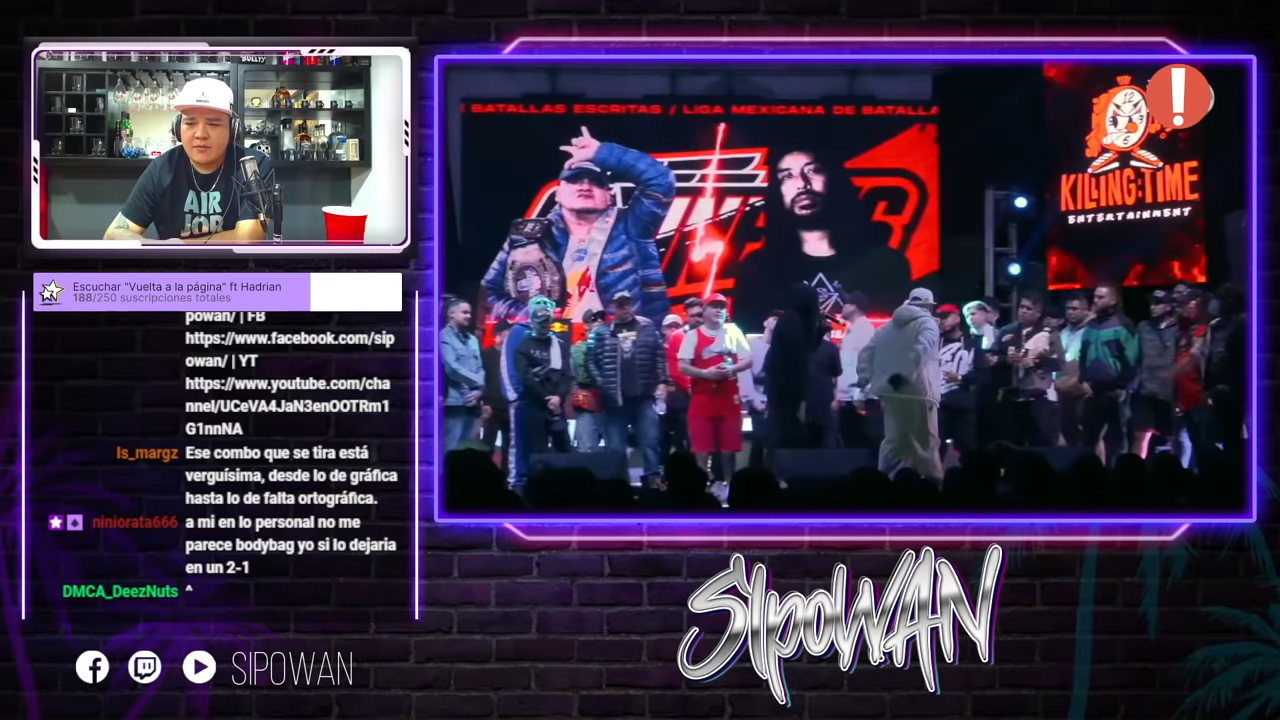 BULLY
AIR
JOR
Escuchar "Vuelta a la página" ft Hadrian
188/250 suscripciones totales
powan/ | FB
https://www.facebook.com/sip
owan/ | YT
https://www.youtube.com/cha
nnel/UCeVA4JaN3enOOTRm1
G1nnNA
Is_margz Ese combo que se tira está
verguísima, desde lo de gráfica
hasta lo de falta ortográfica.
niniorata666 a mi en lo personal no me
parece bodybag yo si lo dejaria
en un 2-1
DMCA_DeezNuts ^
SIPOWAN
BATALLAS ESCRITAS / LIGA MEXICANA DE BATALLA
KILLING:TIME
ENTERTAINMENT
!
SIPOWAN